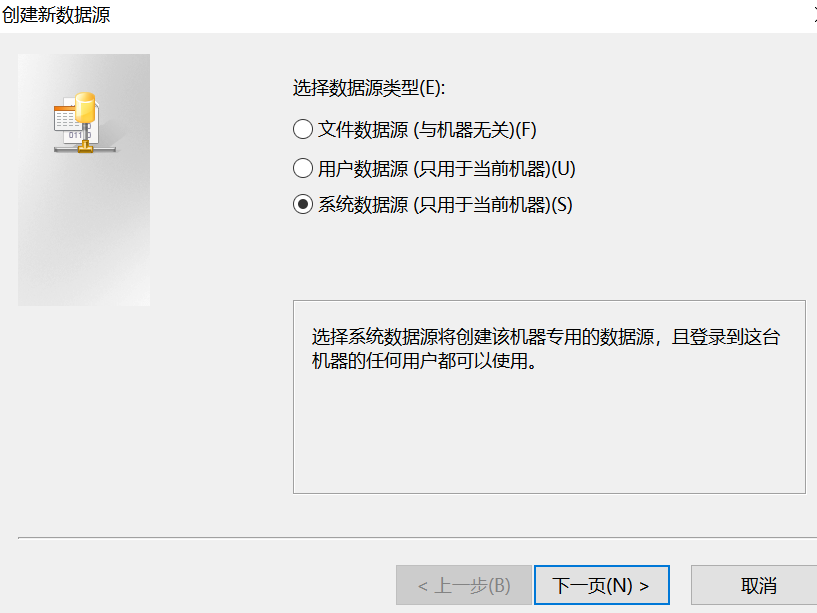 创建新数据源
选择数据源类型(E):
文件数据源 (与机器无关)(F)
用户数据源 (只用于当前机器)(U)
系统数据源 (只用于当前机器)(S)
选择系统数据源将创建该机器专用的数据源，且登录到这台
机器的任何用户都可以使用。
< 上一步(B)
下一页(N) >
取消